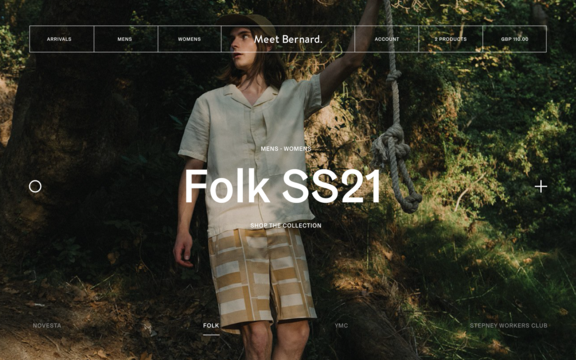 ARRIVALS
MENS
WOMENS
Meet Bernard.
ACCOUNT
2 PRODUCTS
GBP 110.00
MENS - WOMENS
Folk SS21
SHOP THE COLLECTION
NOVESTA
FOLK
YMC
STEPNEY WORKERS CLUB